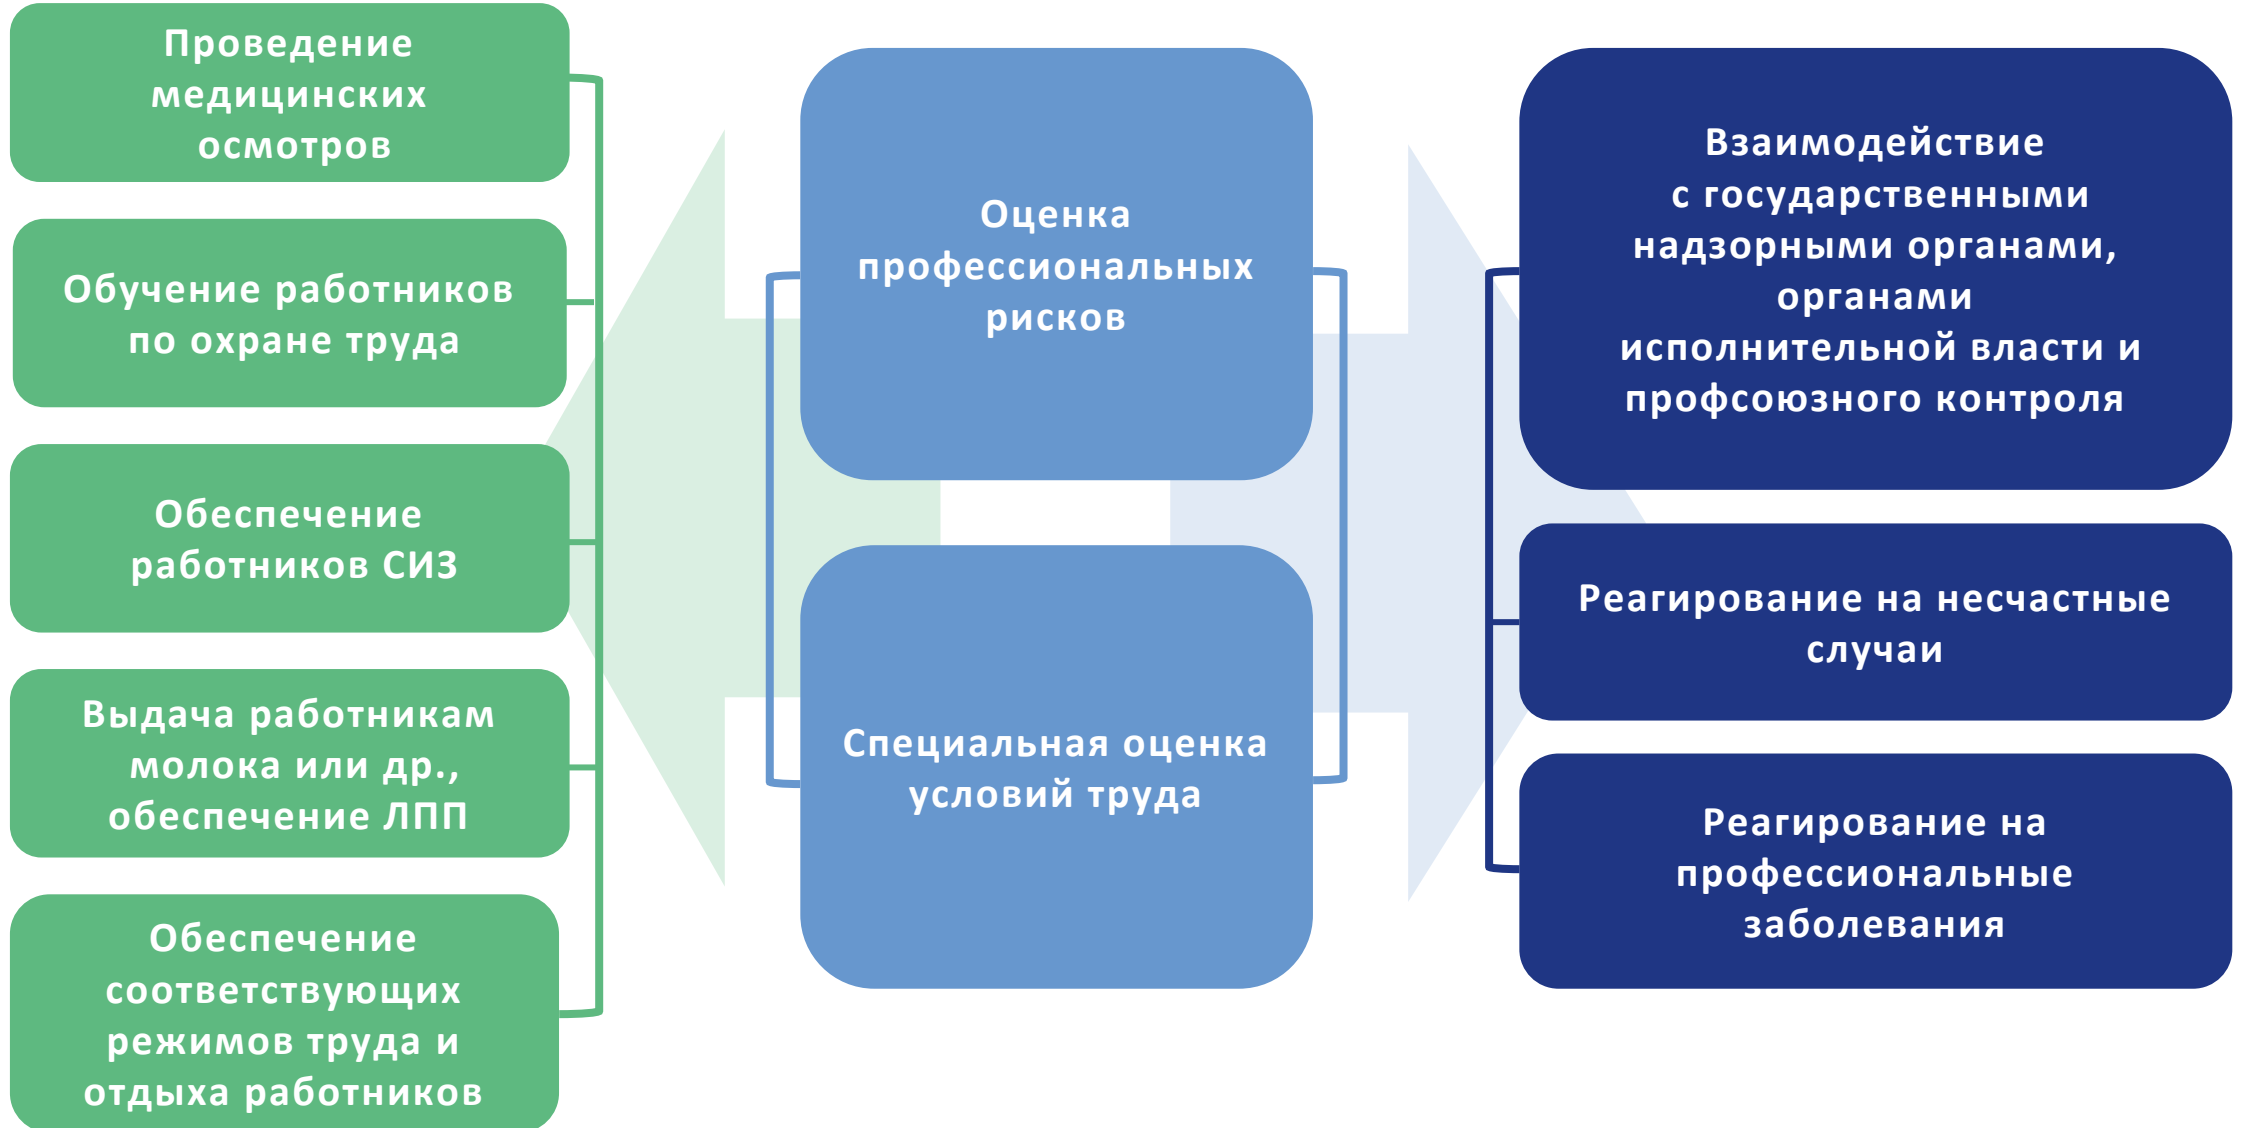 Проведение
медицинских
осмотров
Обучение работников
по охране труда
Обеспечение
работников СИЗ
Выдача работникам
молока или др.,
обеспечение ЛПП
Обеспечение
соответствующих
режимов труда и
отдыха работников
Оценка
профессиональных
рисков
Специальная оценка
условий труда
Взаимодействие
с государственными
надзорными органами,
органами
исполнительной власти и
профсоюзного контроля
Реагирование на несчастные
случаи
Реагирование на
профессиональные
заболевания